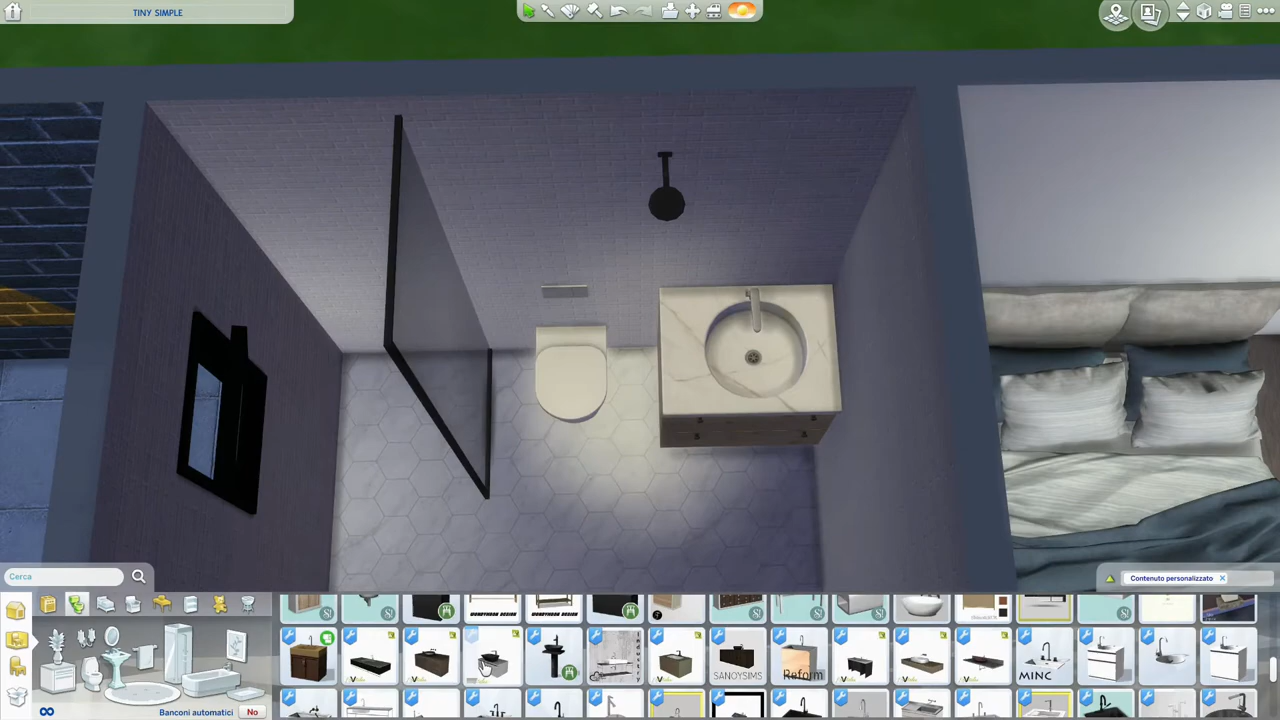 TINY SIMPLE
Cerca
Contenuto personalizzato
SANOYSIMS
Reform
MINC
Banconi automatici
No